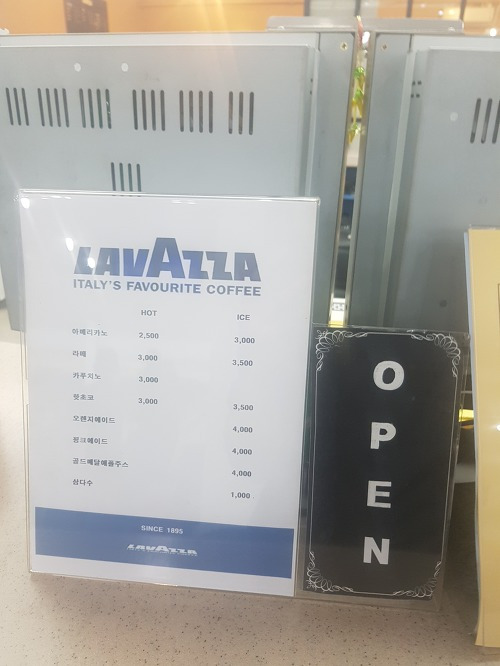 LAVAZZA
ITALY'S FAVOURITE COFFEE
HOT ICE
아메리카노 2,500 3,000
라떼 3,000 3,500
카푸치노 3,000
핫쵸코 3,000 3,500
오렌지에이드 4,000
핑크에이드 4,000
골드메달애플주스 4,000
삼다수 1,000
SINCE 1895
LAVAZZA
OPEN